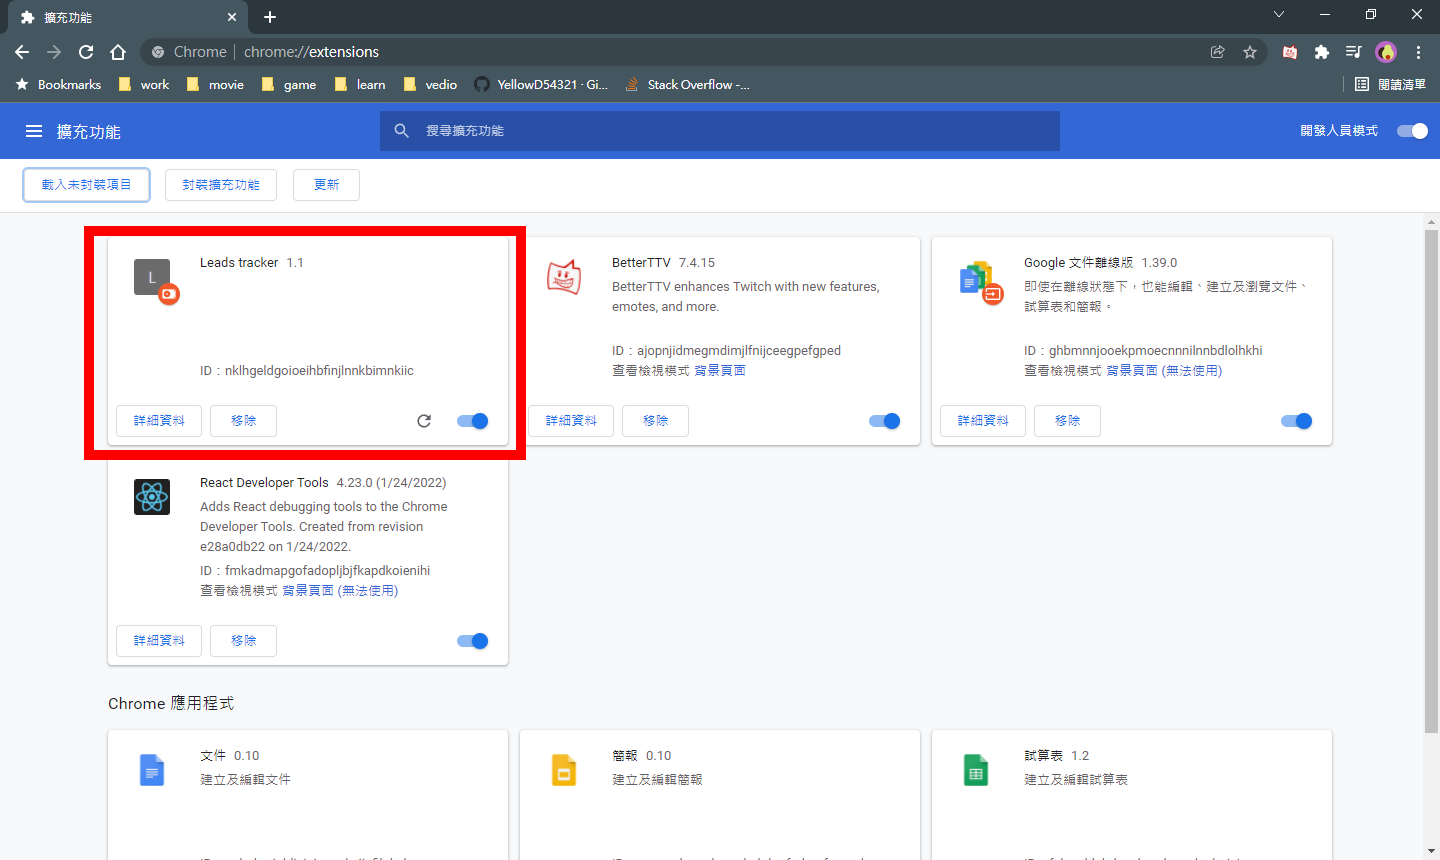 擴充功能
Chrome chrome://extensions
Bookmarks work movie game learn vedio YellowD54321 · Gi... Stack Overflow -... 閱讀清單
擴充功能 搜尋擴充功能 開發人員模式
載入未封裝項目 封裝擴充功能 更新
L
Leads tracker 1.1
ID：nklhgeldgoioeihbfinjlnnkbimnkiic
詳細資料 移除
BetterTTV 7.4.15
BetterTTV enhances Twitch with new features,
emotes, and more.
ID：ajopnjidmegmdimjlfnijceegpefgped
查看檢視模式 背景頁面
詳細資料 移除
Google 文件離線版 1.39.0
即使在離線狀態下，也能編輯、建立及瀏覽文件、
試算表和簡報。
ID：ghbmnnjooekpmoecnnnilnnbdlolhkhi
查看檢視模式 背景頁面 (無法使用)
詳細資料 移除
React Developer Tools 4.23.0 (1/24/2022)
Adds React debugging tools to the Chrome
Developer Tools. Created from revision
e28a0db22 on 1/24/2022.
ID：fmkadmapgofadopljbjfkapdkoienihi
查看檢視模式 背景頁面 (無法使用)
詳細資料 移除
Chrome 應用程式
文件 0.10
建立及編輯文件
簡報 0.10
建立及編輯簡報
試算表 1.2
建立及編輯試算表